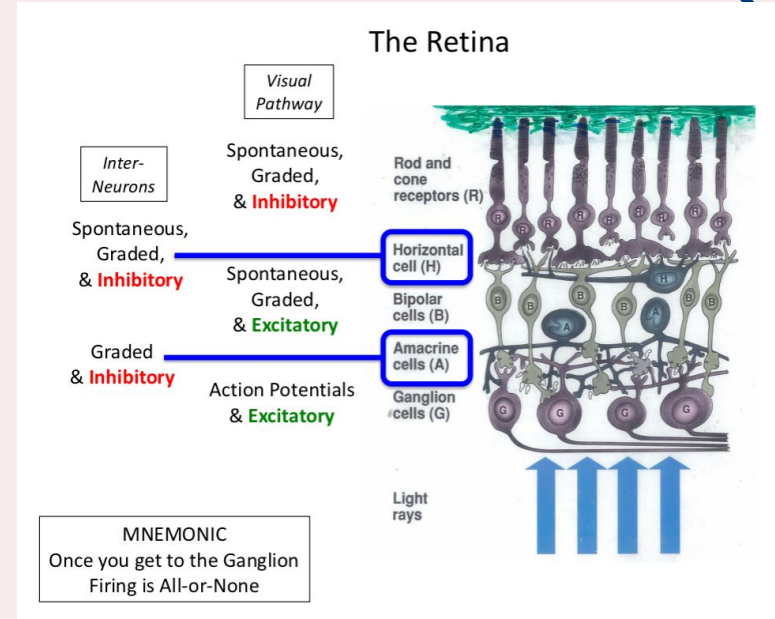 The Retina
Visual
Pathway
Inter-
Neurons
Spontaneous,
Graded,
& Inhibitory
Spontaneous,
Graded,
& Inhibitory
Spontaneous,
Graded,
& Excitatory
Graded
& Inhibitory
Action Potentials
& Excitatory
Rod and
cone
receptors (R)
Horizontal
cell (H)
Bipolar
cells (B)
Amacrine
cells (A)
Ganglion
cells (G)
Light
rays
R R R R R R R R
H
B B B B B B
A A
G G G G
MNEMONIC
Once you get to the Ganglion
Firing is All-or-None